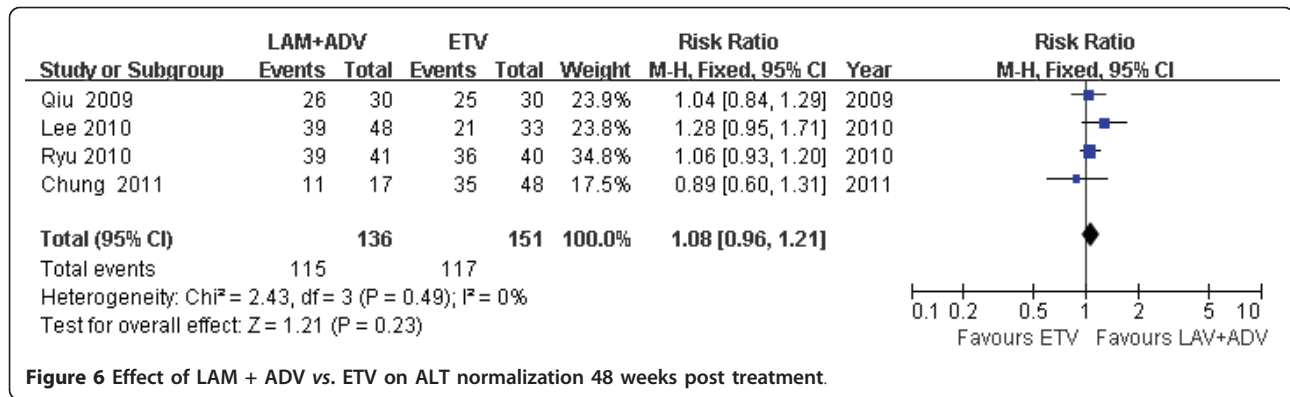 LAM+ADV ETV Risk Ratio Risk Ratio
Study or Subgroup Events Total Events Total Weight M-H, Fixed, 95% CI Year M-H, Fixed, 95% CI
Qiu 2009 26 30 25 30 23.9% 1.04 [0.84, 1.29] 2009
Lee 2010 39 48 21 33 23.8% 1.28 [0.95, 1.71] 2010
Ryu 2010 39 41 36 40 34.8% 1.06 [0.93, 1.20] 2010
Chung 2011 11 17 35 48 17.5% 0.89 [0.60, 1.31] 2011
Total (95% CI) 136 151 100.0% 1.08 [0.96, 1.21]
Total events 115 117
Heterogeneity: Chi² = 2.43, df = 3 (P = 0.49); I² = 0%
Test for overall effect: Z = 1.21 (P = 0.23)
0.1 0.2 0.5 1 2 5 10
Favours ETV Favours LAV+ADV
Figure 6 Effect of LAM + ADV vs. ETV on ALT normalization 48 weeks post treatment.